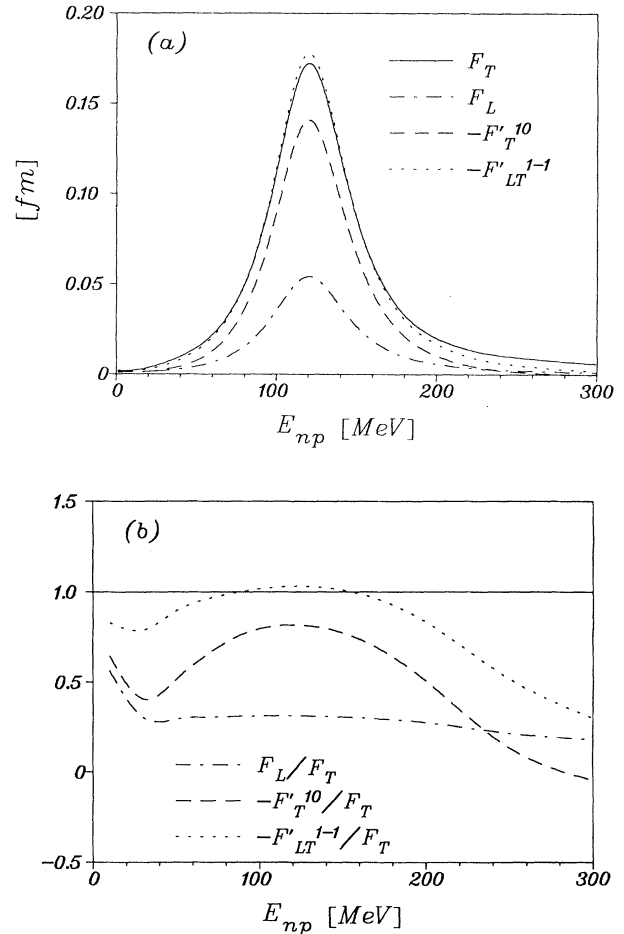 0.20
(a)
F_T
F_L
−F'_T^10
−F'_LT^1-1
0.15
[fm]
0.10
0.05
0
0 100 200 300
E_np [MeV]
1.5
(b)
1.0
0.5
0
−0.5
F_L/F_T
−F'_T^10/F_T
−F'_LT^1-1/F_T
0 100 200 300
E_np [MeV]